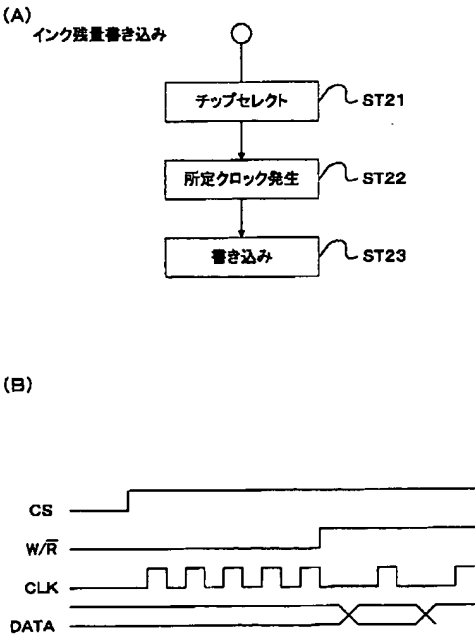 (A)
インク残量書き込み
チップセレクト ST21
所定クロック発生 ST22
書き込み ST23
(B)
CS
W/R̅
CLK
DATA